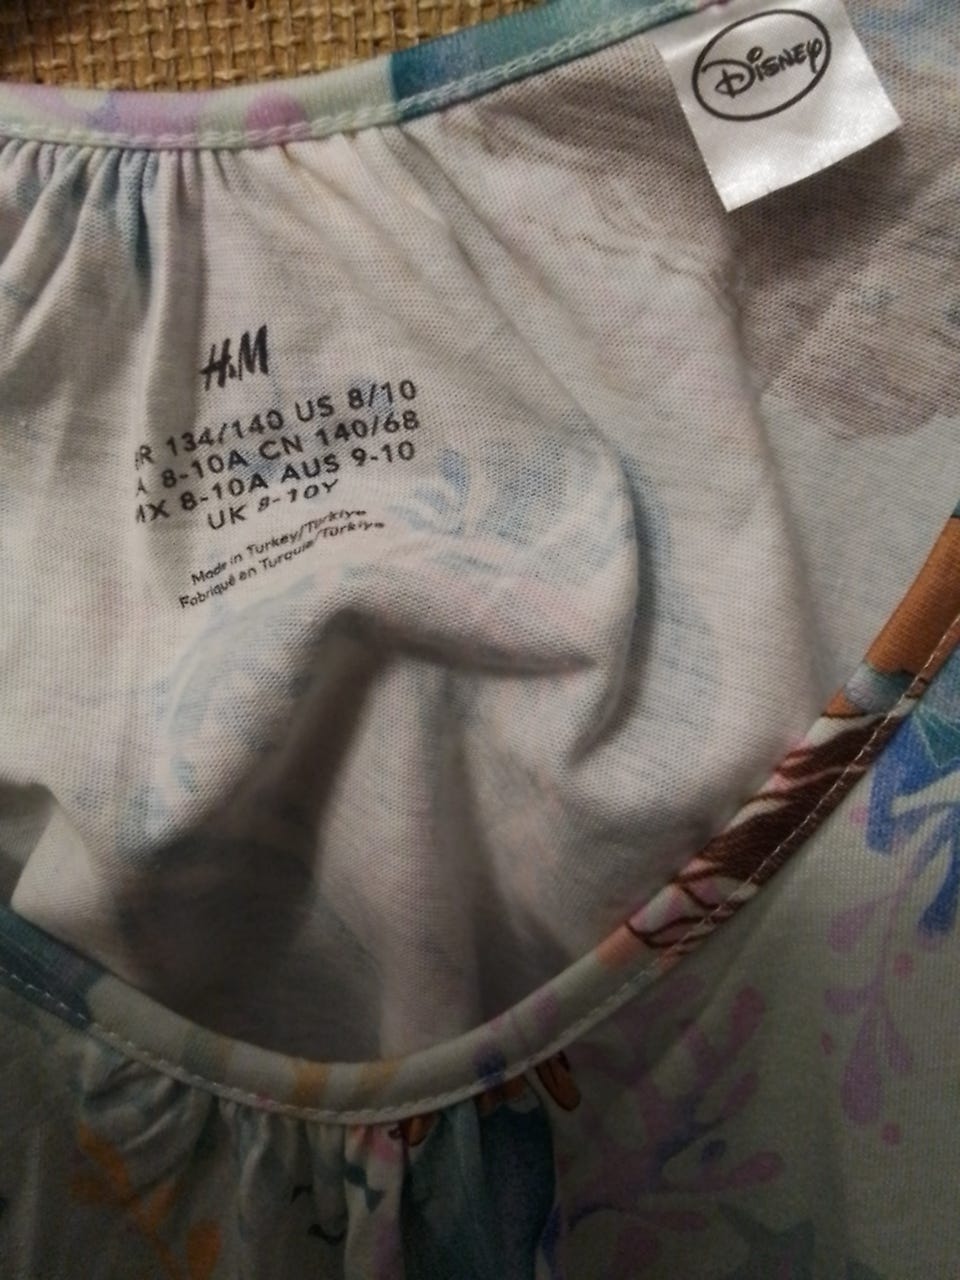 DISNEY
H&M
R 134/140 US 8/10
A 8-10A CN 140/68
MX 8-10A AUS 9-10
UK 8-10Y
Made in Turkey/Türkiye
Fabriqué en Turquie/Türkiye